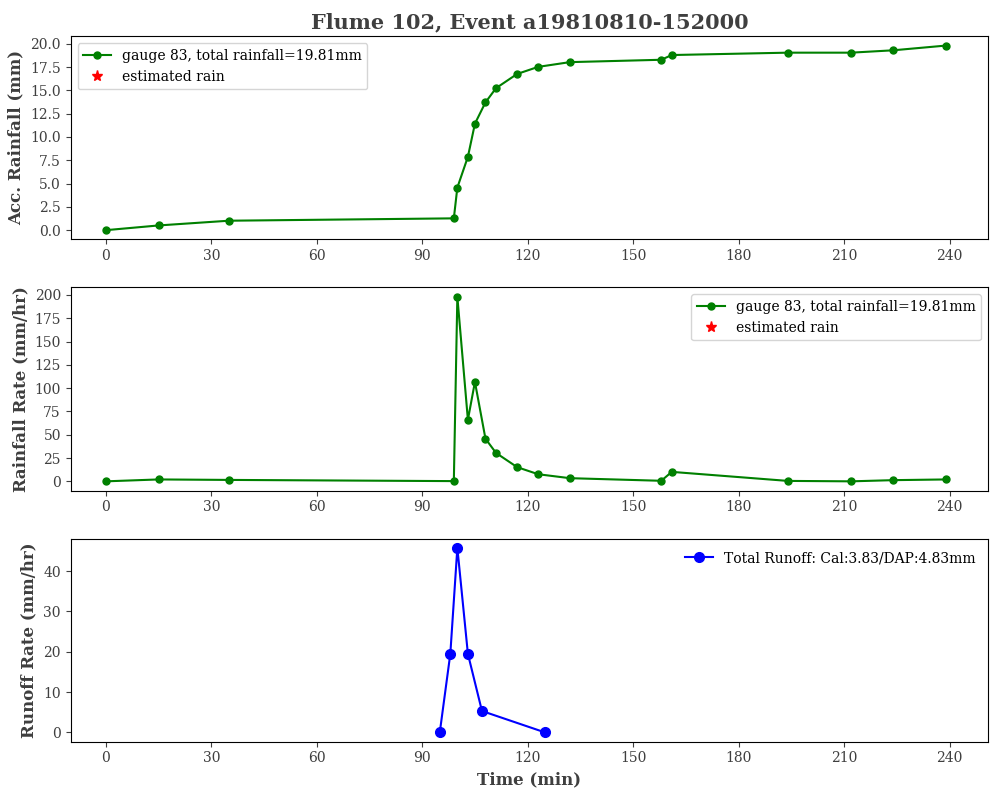 Flume 102, Event a19810810-152000
Acc. Rainfall (mm)
20.0
17.5
15.0
12.5
10.0
7.5
5.0
2.5
0.0
gauge 83, total rainfall=19.81mm
estimated rain
0 30 60 90 120 150 180 210 240
Rainfall Rate (mm/hr)
200
175
150
125
100
75
50
25
0
gauge 83, total rainfall=19.81mm
estimated rain
0 30 60 90 120 150 180 210 240
Runoff Rate (mm/hr)
40
30
20
10
0
Total Runoff: Cal:3.83/DAP:4.83mm
0 30 60 90 120 150 180 210 240
Time (min)